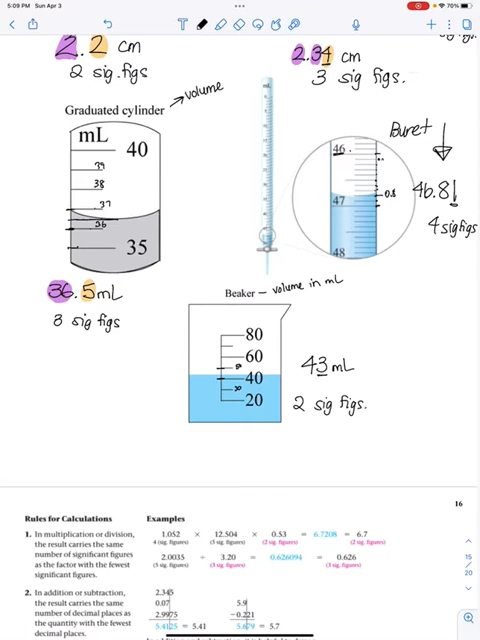 5:09 PM Sun Apr 3
70%
2.2 cm
2 sig.figs
2.34 cm
3 sig figs.
Graduated cylinder → volume
mL
40
39
38
37
36
35
36.5mL
3 sig figs
mL
Buret
46
47
48
0.8
46.81
4 sig figs
Beaker – volume in mL
80
60
50
40
30
20
43 mL
2 sig figs.
16
15
20
Rules for Calculations
Examples
1. In multiplication or division,
the result carries the same
number of significant figures
as the factor with the fewest
significant figures.
1.052 × 12.504 × 0.53 = 6.7208 = 6.7
(4 sig. figures) (5 sig. figures) (2 sig. figures) (2 sig. figures)
2.0035 ÷ 3.20 = 0.626094 = 0.626
(5 sig. figures) (3 sig. figures) (3 sig. figures)
2. In addition or subtraction,
the result carries the same
number of decimal places as
the quantity with the fewest
decimal places.
2.345
0.07
2.9975
5.4125 = 5.41
5.9
−0.221
5.679 = 5.7